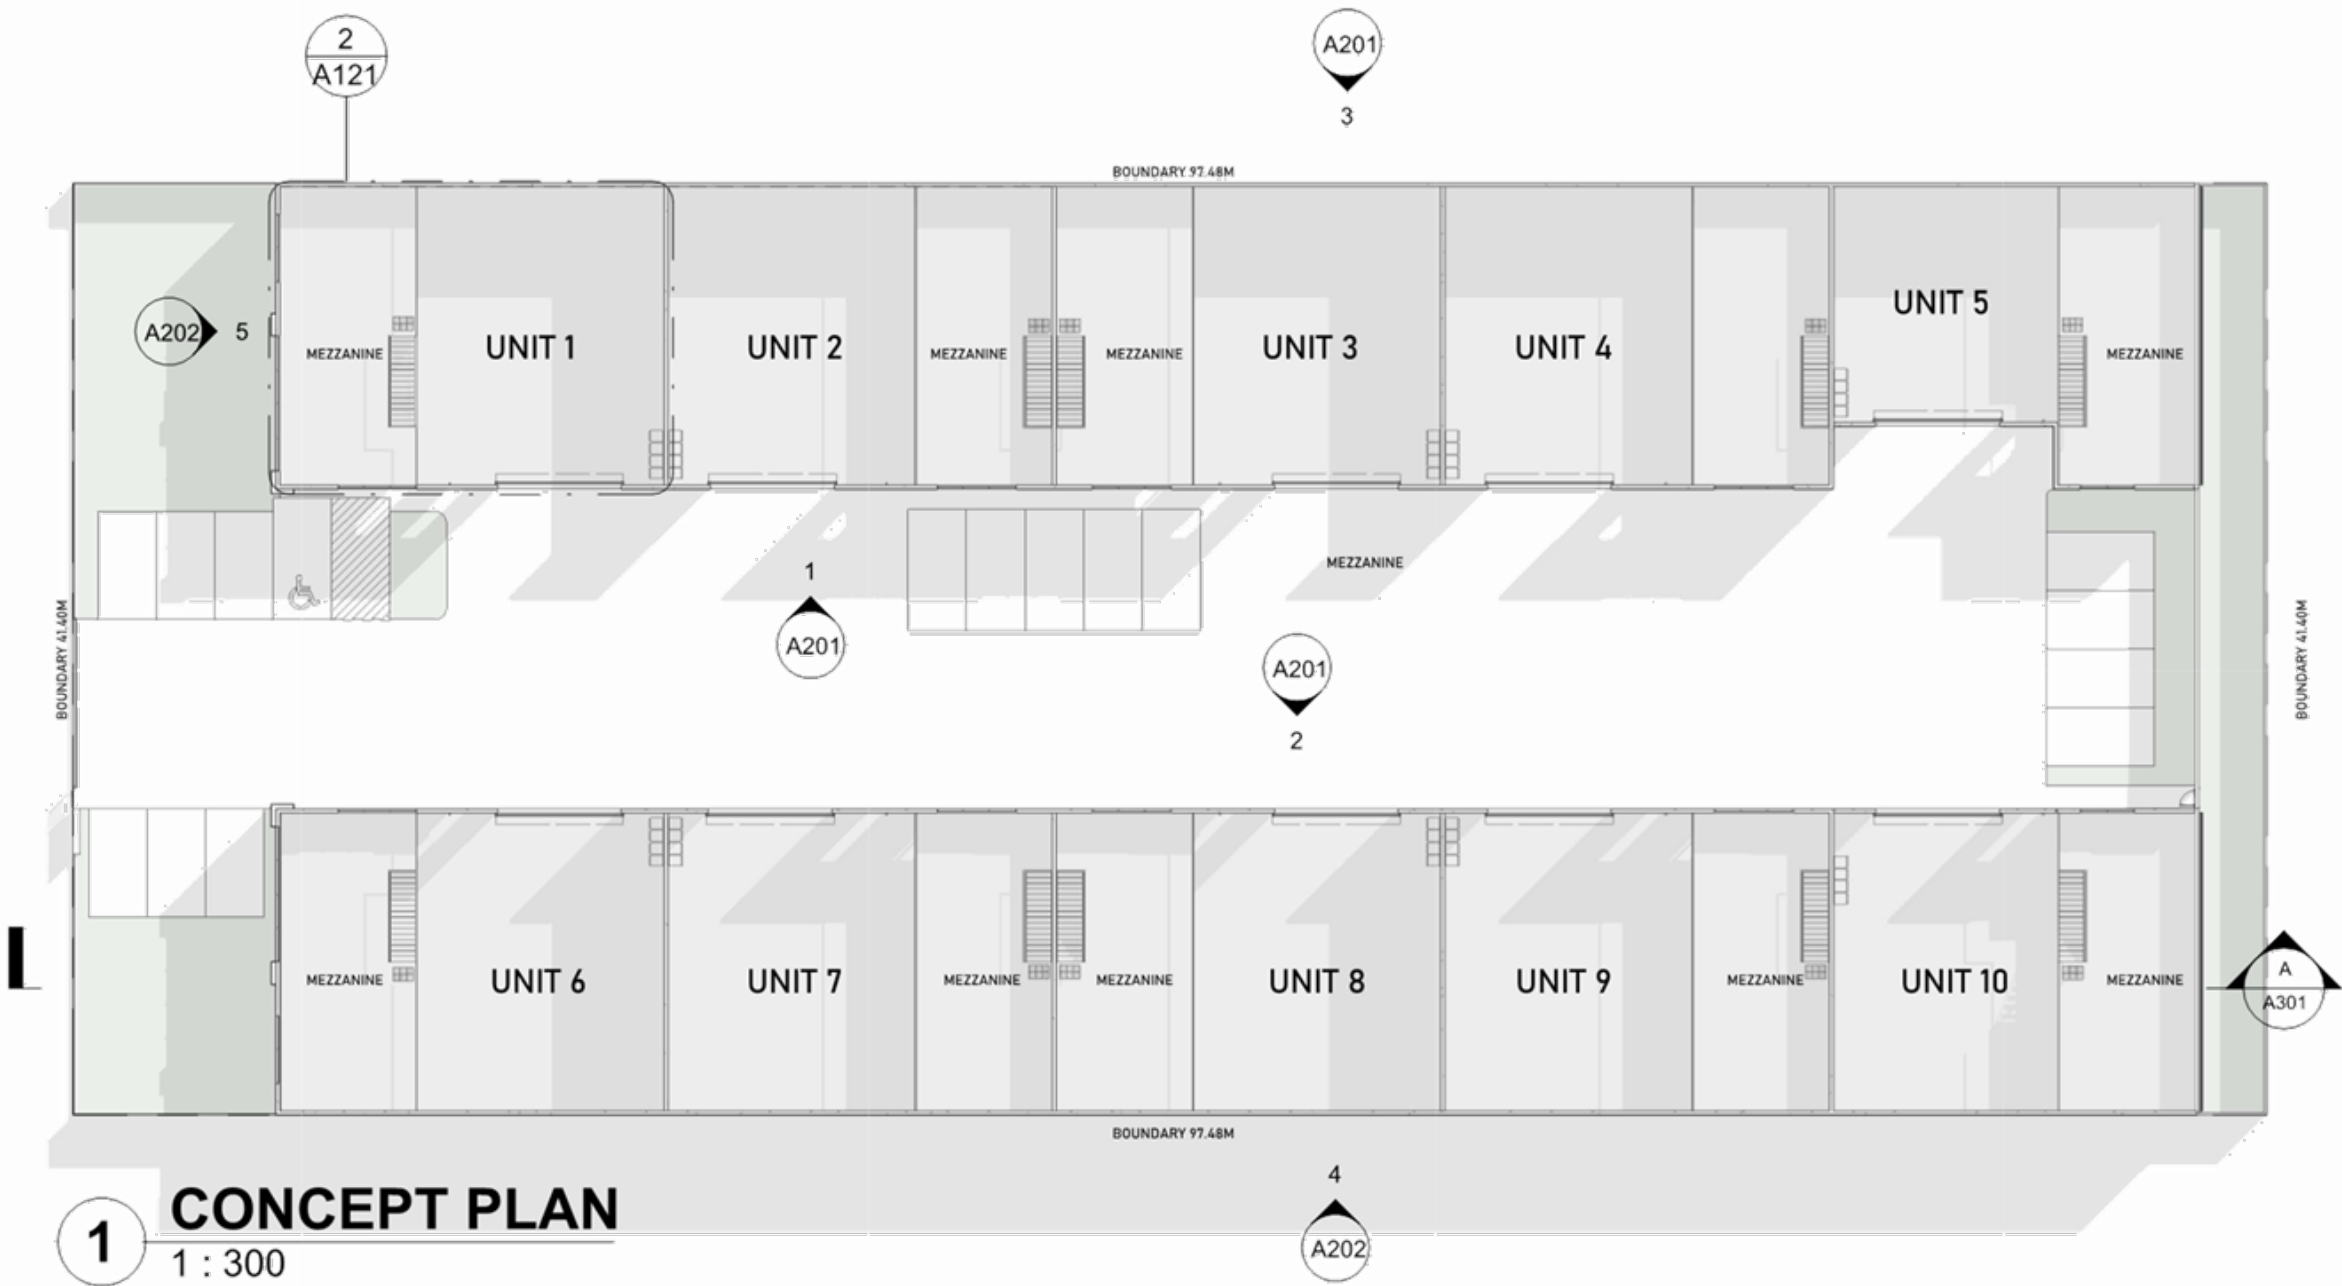 2
A121
A201
3
BOUNDARY 97.48M
A202
5
MEZZANINE
UNIT 1
UNIT 2
MEZZANINE
MEZZANINE
UNIT 3
UNIT 4
UNIT 5
MEZZANINE
1
A201
MEZZANINE
A201
2
BOUNDARY 41.40M
BOUNDARY 41.40M
MEZZANINE
UNIT 6
UNIT 7
MEZZANINE
MEZZANINE
UNIT 8
UNIT 9
MEZZANINE
UNIT 10
MEZZANINE
A
A301
BOUNDARY 97.48M
4
A202
1
CONCEPT PLAN
1 : 300